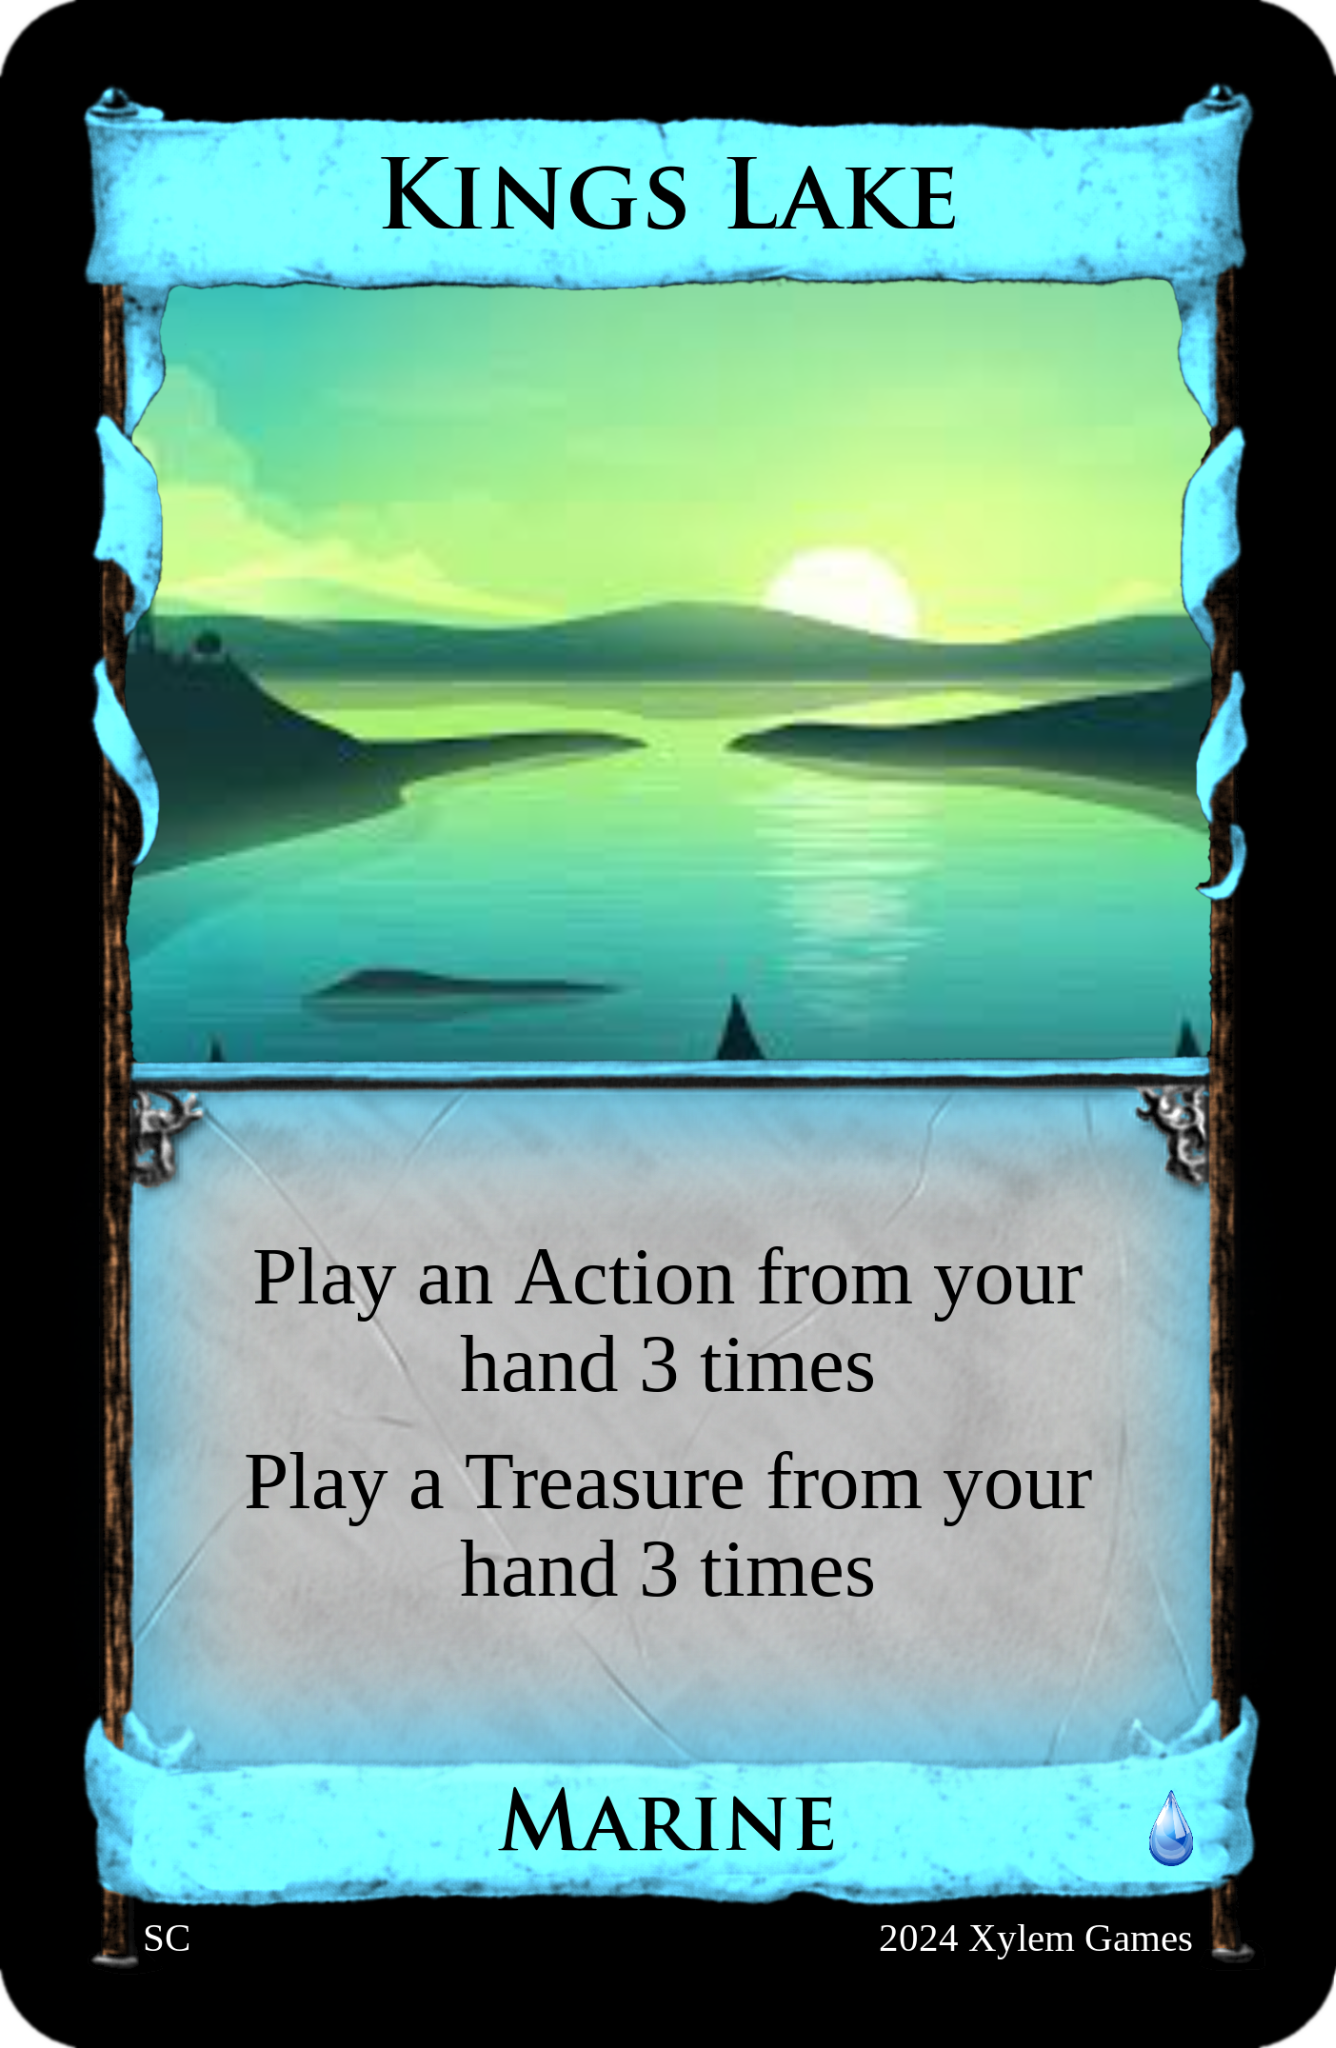 Kings Lake
Play an Action from your
hand 3 times
Play a Treasure from your
hand 3 times
Marine
SC
2024 Xylem Games